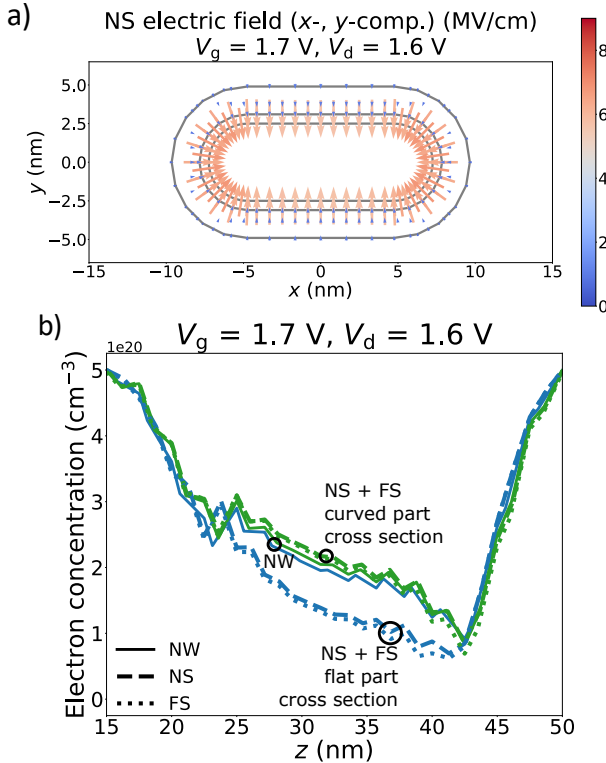 a)
NS electric field (x-, y-comp.) (MV/cm)
V_g = 1.7 V, V_d = 1.6 V
y (nm)
5.0
2.5
0.0
−2.5
−5.0
−15
−10
−5
0
5
10
15
x (nm)
8
6
4
2
0
b)
V_g = 1.7 V, V_d = 1.6 V
1e20
Electron concentration (cm⁻³)
5
4
3
2
1
0
NS + FS
curved part
cross section
NW
NS + FS
flat part
cross section
NW
NS
FS
15
20
25
30
35
40
45
50
z (nm)